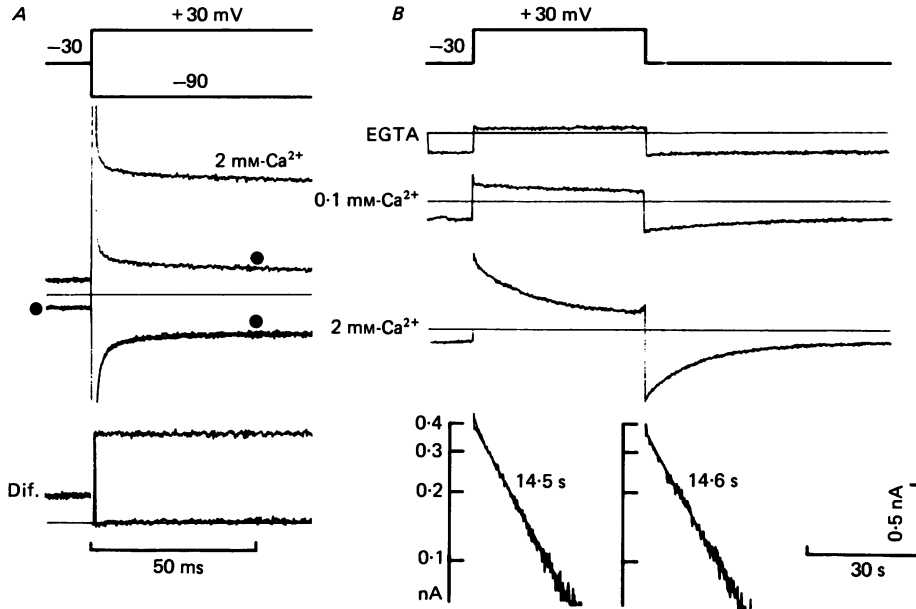 A
+30 mV
−30
−90
2 mM-Ca²⁺
Dif.
50 ms
B
+30 mV
−30
EGTA
0·1 mM-Ca²⁺
2 mM-Ca²⁺
0·4
0·3
0·2
0·1
nA
14·5 s
14·6 s
0·5 nA
30 s